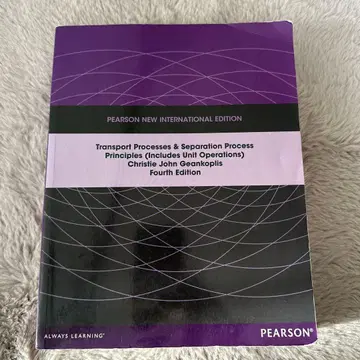 PEARSON NEW INTERNATIONAL EDITION
Transport Processes & Separation Process
Principles (Includes Unit Operations)
Christie John Geankoplis
Fourth Edition
ALWAYS LEARNING
PEARSON